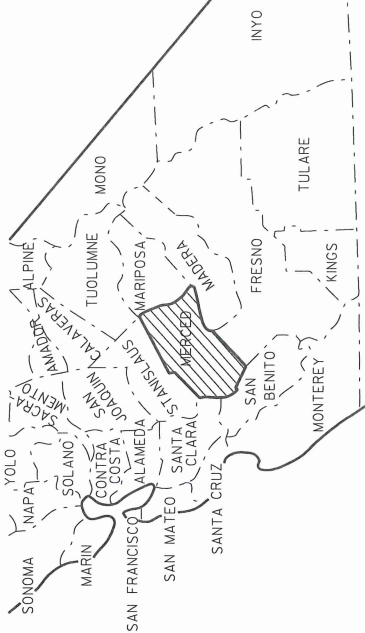 SONOMA
NAPA
YOLO
MARIN
SOLANO
SACRA
MENTO
AMADOR
ALPINE
CALAVERAS
SAN FRANCISCO
CONTRA
COSTA
SAN
JOAQUIN
TUOLUMNE
MONO
ALAMEDA
STANISLAUS
MARIPOSA
SAN MATEO
SANTA
CLARA
MERCED
MADERA
SANTA CRUZ
SAN
BENITO
FRESNO
INYO
MONTEREY
KINGS
TULARE